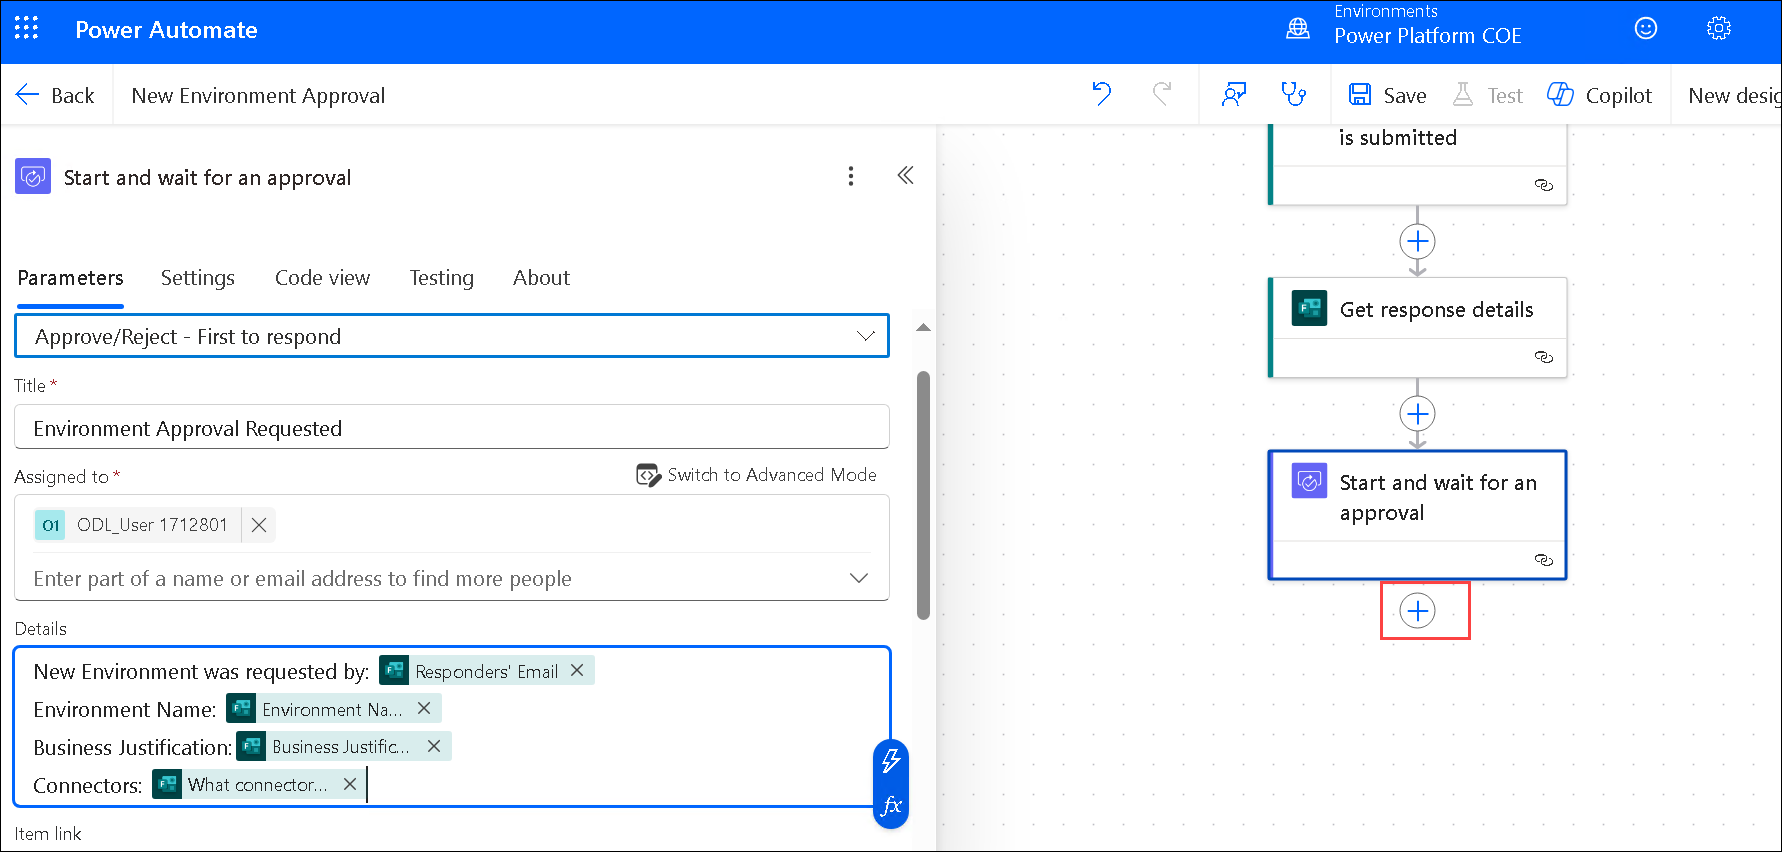 Power Automate
Environments
Power Platform COE
Back
New Environment Approval
Save
Test
Copilot
New desig
Start and wait for an approval
Parameters
Settings
Code view
Testing
About
Approve/Reject - First to respond
Title *
Environment Approval Requested
Assigned to *
Switch to Advanced Mode
O1
ODL_User 1712801
Enter part of a name or email address to find more people
Details
New Environment was requested by: Responders' Email
Environment Name: Environment Na...
Business Justification: Business Justific...
Connectors: What connector...
fx
Item link
is submitted
Get response details
Start and wait for an
approval